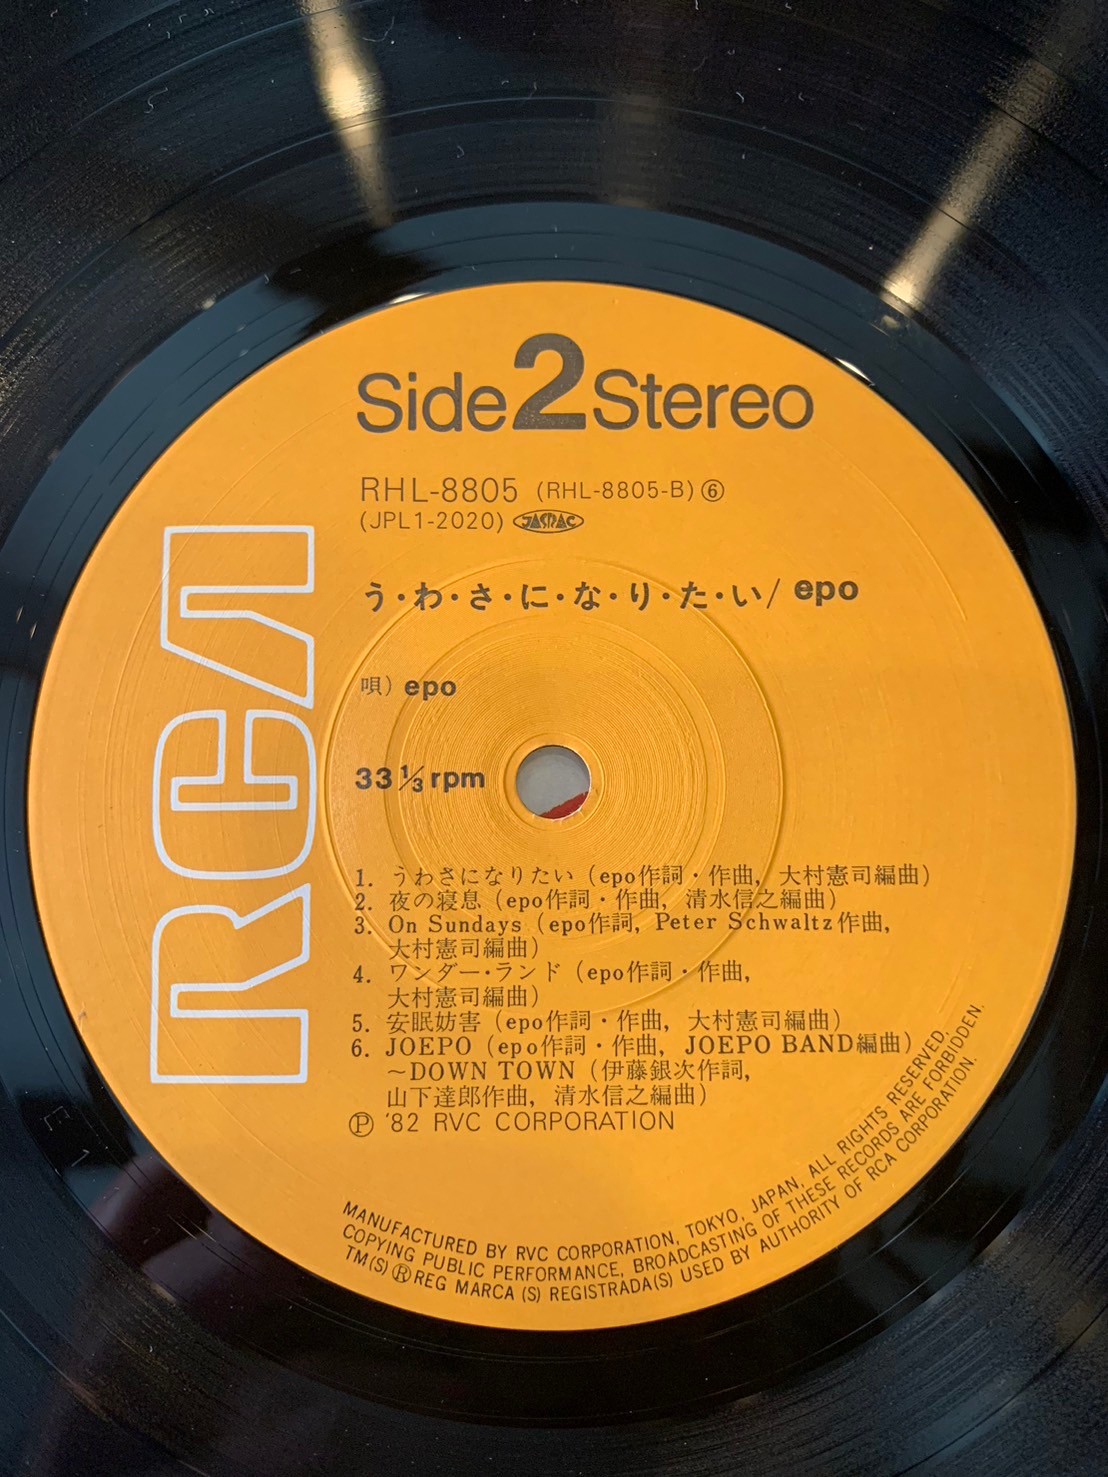 Side 2 Stereo
RHL-8805 (RHL-8805-B) ⑥
(JPL1-2020) JASRAC
う・わ・さ・に・な・り・た・い/ epo
唄) epo
33 1/3 rpm
RCA
1. うわさになりたい (epo作詞・作曲, 大村憲司編曲)
2. 夜の寝息 (epo作詞・作曲, 清水信之編曲)
3. On Sundays (epo作詞, Peter Schwaltz作曲,
大村憲司編曲)
4. ワンダー・ランド (epo作詞・作曲,
大村憲司編曲)
5. 安眠妨害 (epo作詞・作曲, 大村憲司編曲)
6. JOEPO (epo作詞・作曲, JOEPO BAND編曲)
~DOWN TOWN (伊藤銀次作詞,
山下達郎作曲, 清水信之編曲)
Ⓟ '82 RVC CORPORATION
MANUFACTURED BY RVC CORPORATION, TOKYO, JAPAN, ALL RIGHTS RESERVED.
COPYING PUBLIC PERFORMANCE, BROADCASTING OF THESE RECORDS ARE FORBIDDEN.
TM(S) ® REG MARCA (S) REGISTRADA(S) USED BY AUTHORITY OF RCA CORPORATION.